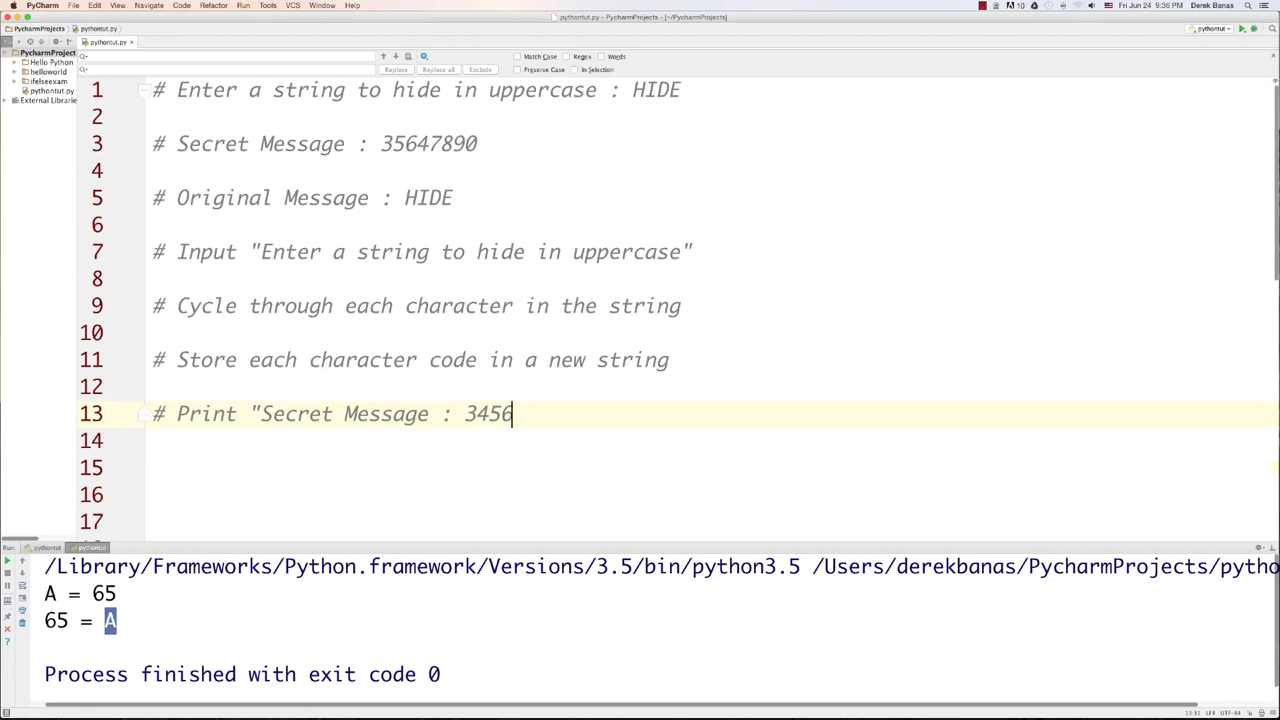 PyCharm File Edit View Navigate Code Refactor Run Tools VCS Window Help Fri Jun 24 9:36 PM Derek Banas
pythontut.py - PycharmProjects - [~/PycharmProjects]
PycharmProjects pythontut.py pythontut
pythontut.py
PycharmProject
Hello Python
helloworld
ifelseexam
pythontut.py
External Librarie
Match Case Regex Words
Replace Replace all Exclude Preserve Case In Selection
1 # Enter a string to hide in uppercase : HIDE
2
3 # Secret Message : 35647890
4
5 # Original Message : HIDE
6
7 # Input "Enter a string to hide in uppercase"
8
9 # Cycle through each character in the string
10
11 # Store each character code in a new string
12
13 # Print "Secret Message : 3456
14
15
16
17
Run: pythontut pythontut
/Library/Frameworks/Python.framework/Versions/3.5/bin/python3.5 /Users/derekbanas/PycharmProjects/pytho
A = 65
65 = A
Process finished with exit code 0
13:31 LF UTF-8